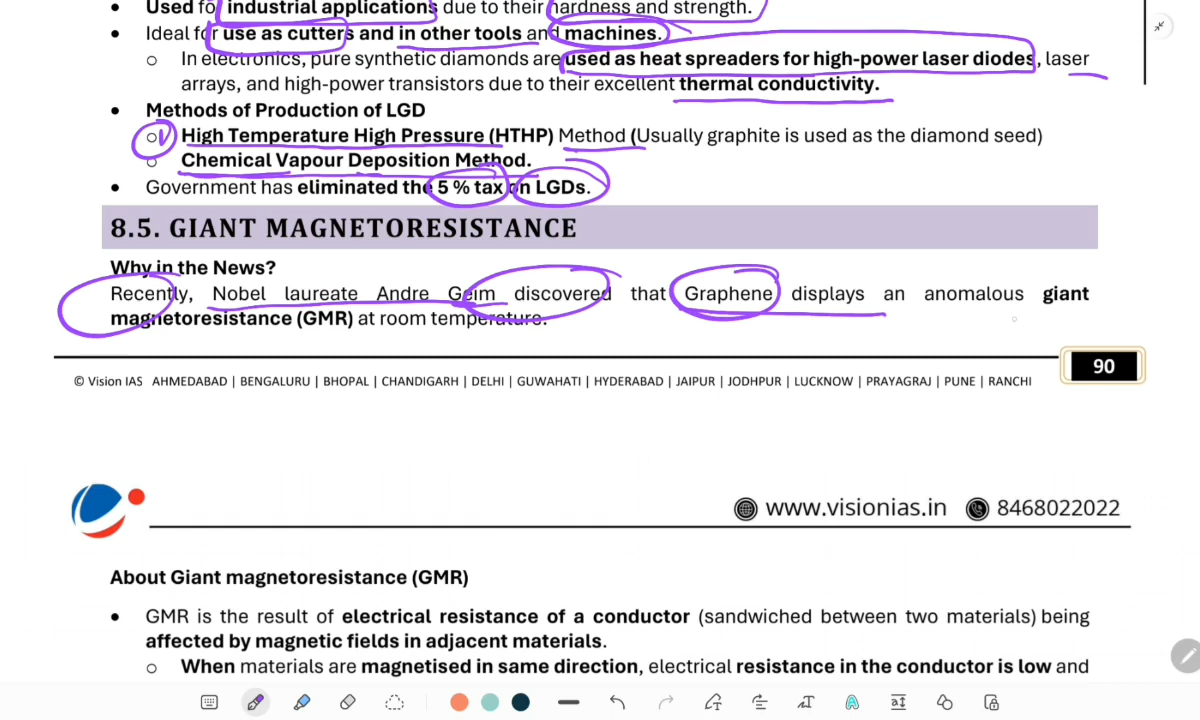 • Used for industrial applications due to their hardness and strength.
• Ideal for use as cutters and in other tools and machines.
o In electronics, pure synthetic diamonds are used as heat spreaders for high-power laser diodes, laser
arrays, and high-power transistors due to their excellent thermal conductivity.
• Methods of Production of LGD
o High Temperature High Pressure (HTHP) Method (Usually graphite is used as the diamond seed)
o Chemical Vapour Deposition Method.
• Government has eliminated the 5 % tax on LGDs.
8.5. GIANT MAGNETORESISTANCE
Why in the News?
Recently, Nobel laureate Andre Geim discovered that Graphene displays an anomalous giant
magnetoresistance (GMR) at room temperature.
90
© Vision IAS AHMEDABAD | BENGALURU | BHOPAL | CHANDIGARH | DELHI | GUWAHATI | HYDERABAD | JAIPUR | JODHPUR | LUCKNOW | PRAYAGRAJ | PUNE | RANCHI
www.visionias.in 8468022022
About Giant magnetoresistance (GMR)
• GMR is the result of electrical resistance of a conductor (sandwiched between two materials) being
affected by magnetic fields in adjacent materials.
o When materials are magnetised in same direction, electrical resistance in the conductor is low and